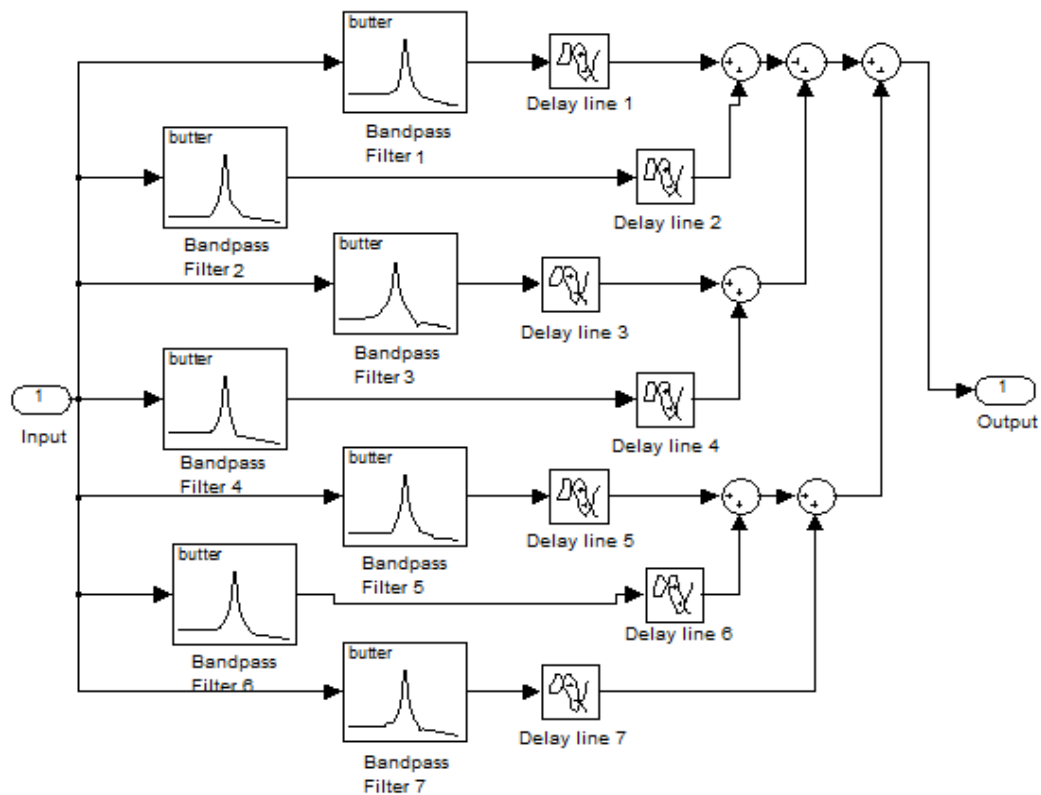 butter
Delay line 1
Bandpass
Filter 1
butter
Delay line 2
Bandpass
Filter 2
butter
Delay line 3
Bandpass
Filter 3
butter
1
Input
1
Output
Delay line 4
Bandpass
Filter 4
butter
Delay line 5
Bandpass
Filter 5
butter
Delay line 6
Bandpass
Filter 6
butter
Delay line 7
Bandpass
Filter 7